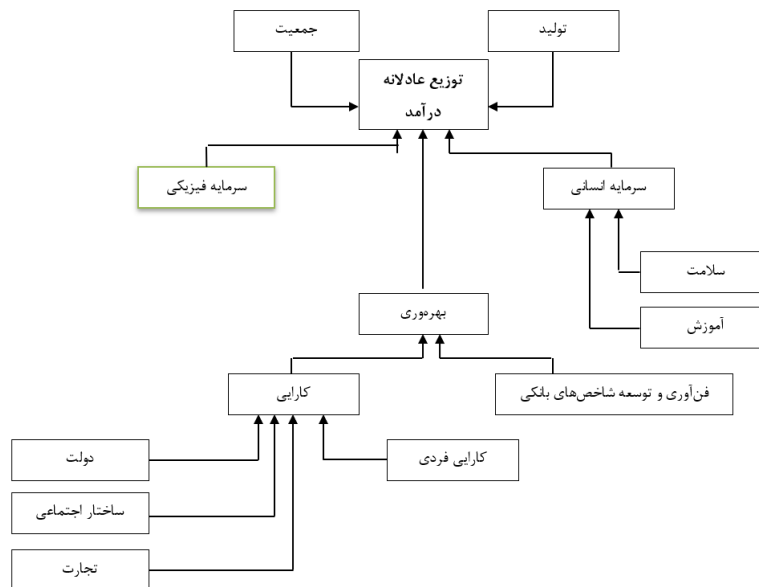 تولید
جمعیت
توزیع عادلانه
درآمد
سرمایه انسانی
سرمایه فیزیکی
سلامت
بهره‌وری
آموزش
فن‌آوری و توسعه شاخص‌های بانکی
کارایی
کارایی فردی
دولت
ساختار اجتماعی
تجارت